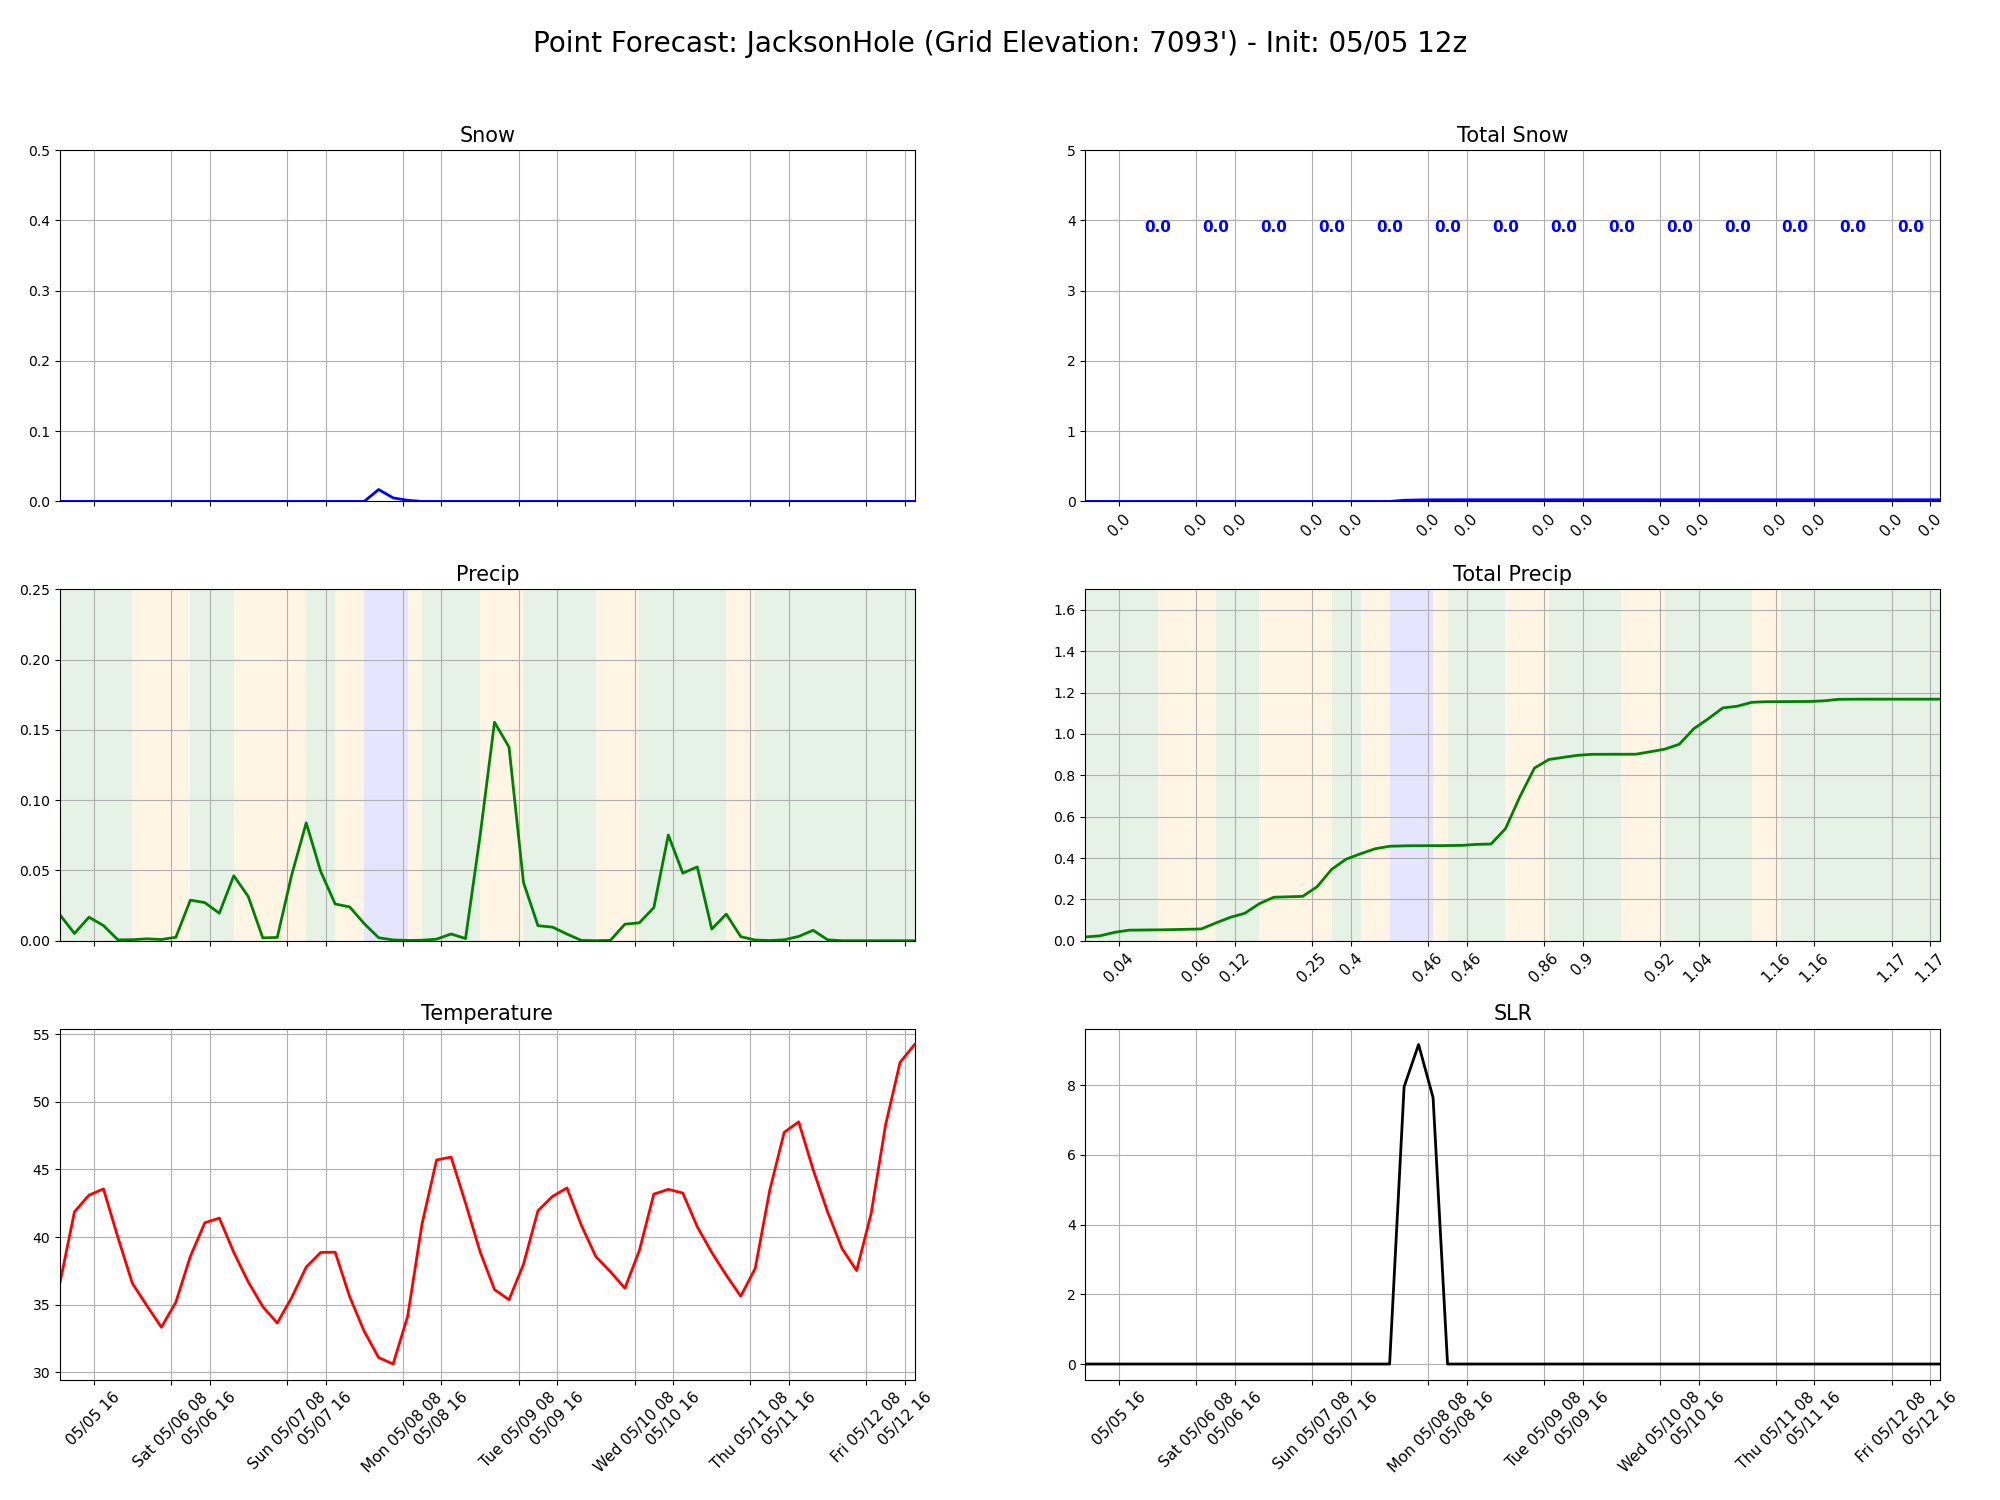 Point Forecast: JacksonHole (Grid Elevation: 7093') - Init: 05/05 12z
Snow
0.5
0.4
0.3
0.2
0.1
0.0
Total Snow
5
4
3
2
1
0
0.0 0.0 0.0 0.0 0.0 0.0 0.0 0.0 0.0 0.0 0.0 0.0 0.0 0.0
0.0 0.0 0.0 0.0 0.0 0.0 0.0 0.0 0.0 0.0 0.0 0.0 0.0 0.0 0.0
Precip
0.25
0.20
0.15
0.10
0.05
0.00
Total Precip
1.6
1.4
1.2
1.0
0.8
0.6
0.4
0.2
0.0
0.04 0.06 0.12 0.25 0.4 0.46 0.46 0.86 0.9 0.92 1.04 1.16 1.16 1.17 1.17
Temperature
55
50
45
40
35
30
05/05 16
Sat 05/06 08
05/06 16
Sun 05/07 08
05/07 16
Mon 05/08 08
05/08 16
Tue 05/09 08
05/09 16
Wed 05/10 08
05/10 16
Thu 05/11 08
05/11 16
Fri 05/12 08
05/12 16
SLR
8
6
4
2
0
05/05 16
Sat 05/06 08
05/06 16
Sun 05/07 08
05/07 16
Mon 05/08 08
05/08 16
Tue 05/09 08
05/09 16
Wed 05/10 08
05/10 16
Thu 05/11 08
05/11 16
Fri 05/12 08
05/12 16